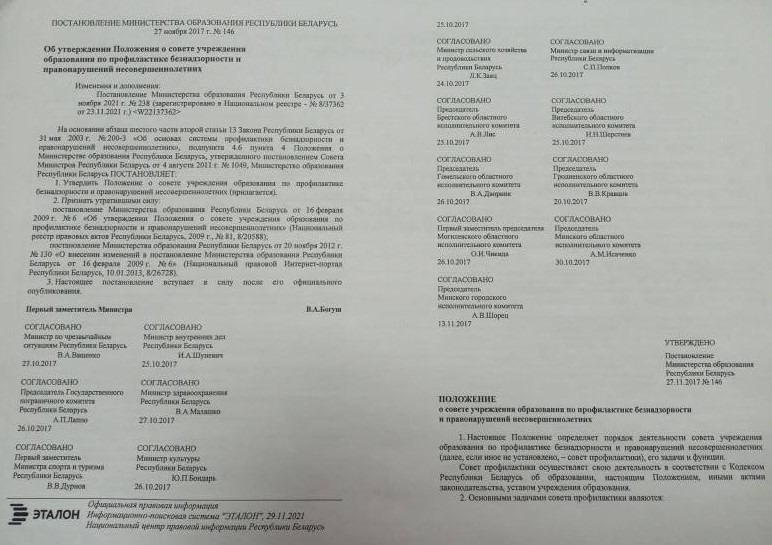 ПОСТАНОВЛЕНИЕ МИНИСТЕРСТВА ОБРАЗОВАНИЯ РЕСПУБЛИКИ БЕЛАРУСЬ
27 ноября 2017 г. № 146
Об утверждении Положения о совете учреждения
образования по профилактике безнадзорности и
правонарушений несовершеннолетних
Изменения и дополнения:
Постановление Министерства образования Республики Беларусь от 3
ноября 2021 г. № 238 (зарегистрировано в Национальном реестре - № 8/37362
от 23.11.2021 г.) <W22137362>
На основании абзаца шестого части второй статьи 13 Закона Республики Беларусь от
31 мая 2003 г. № 200-З «Об основах системы профилактики безнадзорности и
правонарушений несовершеннолетних», подпункта 4.6 пункта 4 Положения о
Министерстве образования Республики Беларусь, утвержденного постановлением Совета
Министров Республики Беларусь от 4 августа 2011 г. № 1049, Министерство образования
Республики Беларусь ПОСТАНОВЛЯЕТ:
1. Утвердить Положение о совете учреждения образования по профилактике
безнадзорности и правонарушений несовершеннолетних (прилагается).
2. Признать утратившими силу:
постановление Министерства образования Республики Беларусь от 16 февраля
2009 г. № 6 «Об утверждении Положения о совете учреждения образования по
профилактике безнадзорности и правонарушений несовершеннолетних» (Национальный
реестр правовых актов Республики Беларусь, 2009 г., № 81, 8/20588);
постановление Министерства образования Республики Беларусь от 20 ноября 2012 г.
№ 130 «О внесении изменений в постановление Министерства образования Республики
Беларусь от 16 февраля 2009 г. № 6» (Национальный правовой Интернет-портал
Республики Беларусь, 10.01.2013, 8/26728).
3. Настоящее постановление вступает в силу после его официального
опубликования.
Первый заместитель Министра В.А.Богуш
СОГЛАСОВАНО СОГЛАСОВАНО
Министр по чрезвычайным Министр внутренних дел
ситуациям Республики Беларусь Республики Беларусь
В.А.Ващенко И.А.Шуневич
27.10.2017 25.10.2017
СОГЛАСОВАНО СОГЛАСОВАНО
Председатель Государственного Министр здравоохранения
пограничного комитета Республики Беларусь
Республики Беларусь В.А.Малашко
А.П.Лаппо 27.10.2017
26.10.2017
СОГЛАСОВАНО СОГЛАСОВАНО
Первый заместитель Министр культуры
Министра спорта и туризма Республики Беларусь
Республики Беларусь Ю.П.Бондарь
В.В.Дурнов 26.10.2017
ЭТАЛОН
Официальная правовая информация
Информационно-поисковая система "ЭТАЛОН", 29.11.2021
Национальный центр правовой информации Республики Беларусь
25.10.2017
СОГЛАСОВАНО СОГЛАСОВАНО
Министр сельского хозяйства Министр связи и информатизации
и продовольствия Республики Беларусь
Республики Беларусь С.П.Попков
Л.К.Заяц 26.10.2017
24.10.2017
СОГЛАСОВАНО СОГЛАСОВАНО
Председатель Председатель
Брестского областного Витебского областного
исполнительного комитета исполнительного комитета
А.В.Лис Н.Н.Шерстнев
25.10.2017 25.10.2017
СОГЛАСОВАНО СОГЛАСОВАНО
Председатель Председатель
Гомельского областного Гродненского областного
исполнительного комитета исполнительного комитета
В.А.Дворник В.В.Кравцов
26.10.2017 20.10.2017
СОГЛАСОВАНО СОГЛАСОВАНО
Первый заместитель председателя Председатель
Могилевского областного Минского областного
исполнительного комитета исполнительного комитета
О.И.Чикида А.М.Исаченко
26.10.2017 30.10.2017
СОГЛАСОВАНО
Председатель
Минского городского
исполнительного комитета
А.В.Шорец
13.11.2017
УТВЕРЖДЕНО
Постановление
Министерства образования
Республики Беларусь
27.11.2017 № 146
ПОЛОЖЕНИЕ
о совете учреждения образования по профилактике безнадзорности
и правонарушений несовершеннолетних
1. Настоящее Положение определяет порядок деятельности совета учреждения
образования по профилактике безнадзорности и правонарушений несовершеннолетних
(далее, если иное не установлено, – совет профилактики), его задачи и функции.
Совет профилактики осуществляет свою деятельность в соответствии с Кодексом
Республики Беларусь об образовании, настоящим Положением, иными актами
законодательства, уставом учреждения образования.
2. Основными задачами совета профилактики являются: